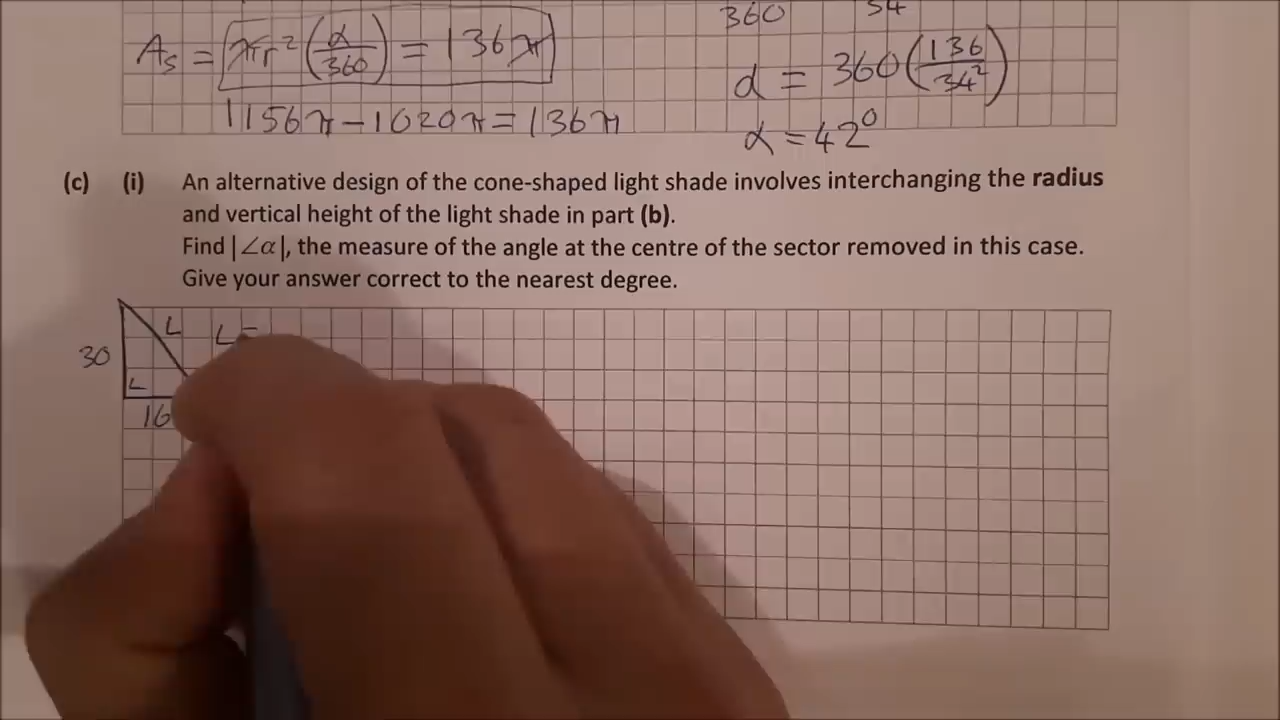 360 34
A_s = πr² (α/360) = 136π
α = 360 (136/34²)
1156π - 1020π = 136π
α = 42°
(c) (i) An alternative design of the cone-shaped light shade involves interchanging the radius
and vertical height of the light shade in part (b).
Find |∠α|, the measure of the angle at the centre of the sector removed in this case.
Give your answer correct to the nearest degree.
L L=
30
16